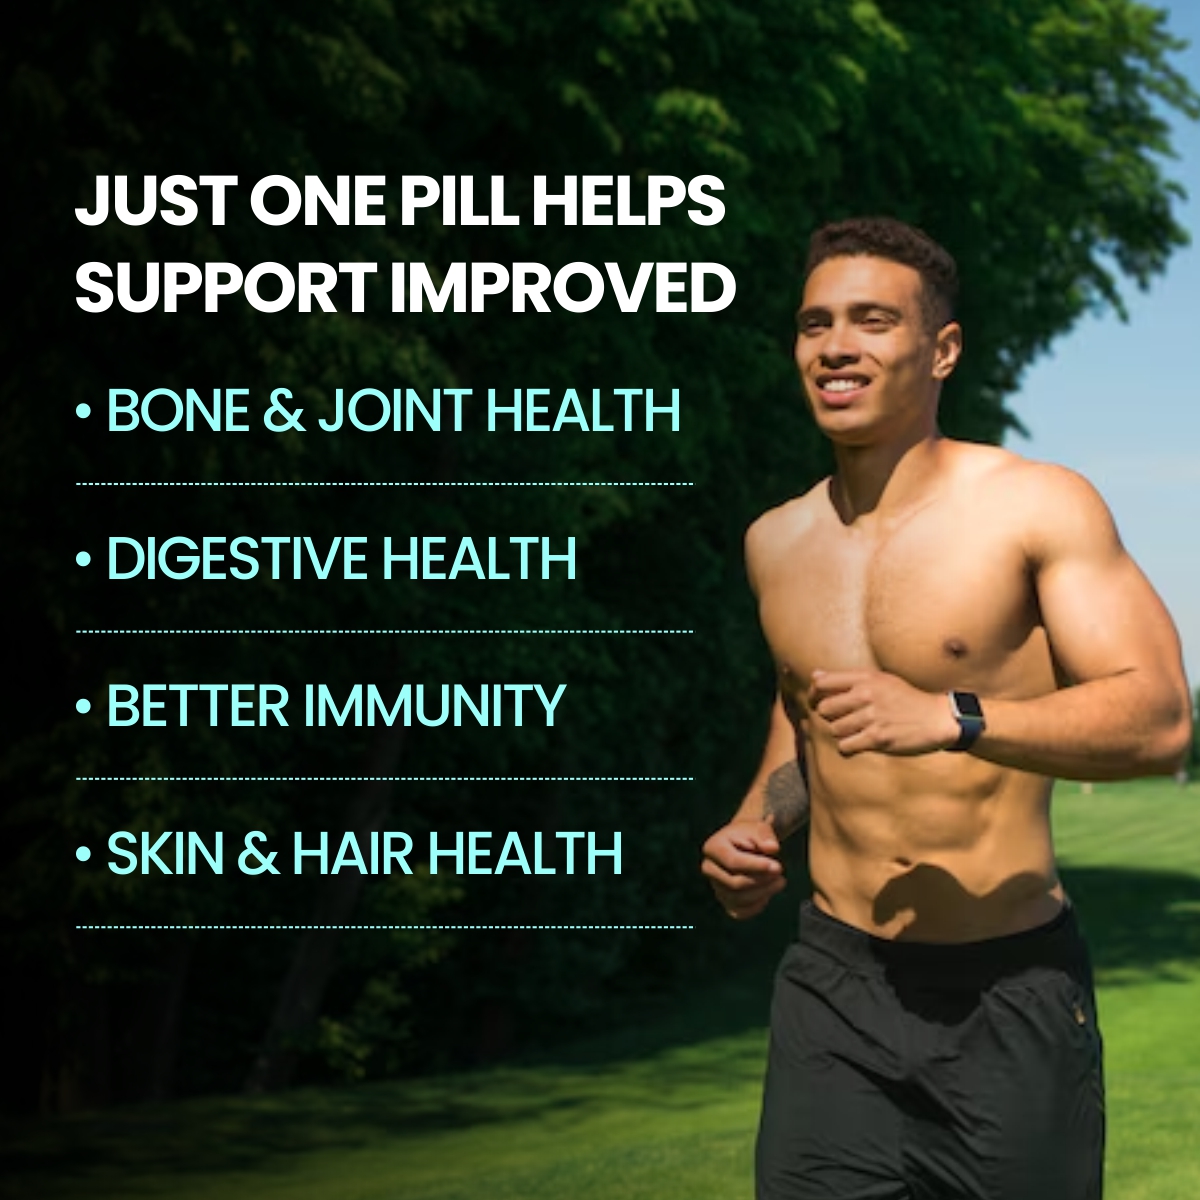 JUST ONE PILL HELPS
SUPPORT IMPROVED
• BONE & JOINT HEALTH
• DIGESTIVE HEALTH
• BETTER IMMUNITY
• SKIN & HAIR HEALTH